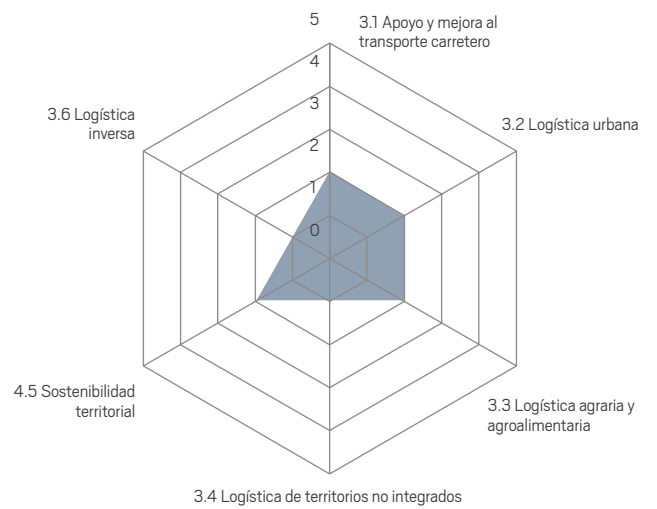 5
3.1 Apoyo y mejora al
transporte carretero
4
3
3.6 Logística
inversa
3.2 Logística urbana
2
1
0
4.5 Sostenibilidad
territorial
3.3 Logística agraria y
agroalimentaria
3.4 Logística de territorios no integrados